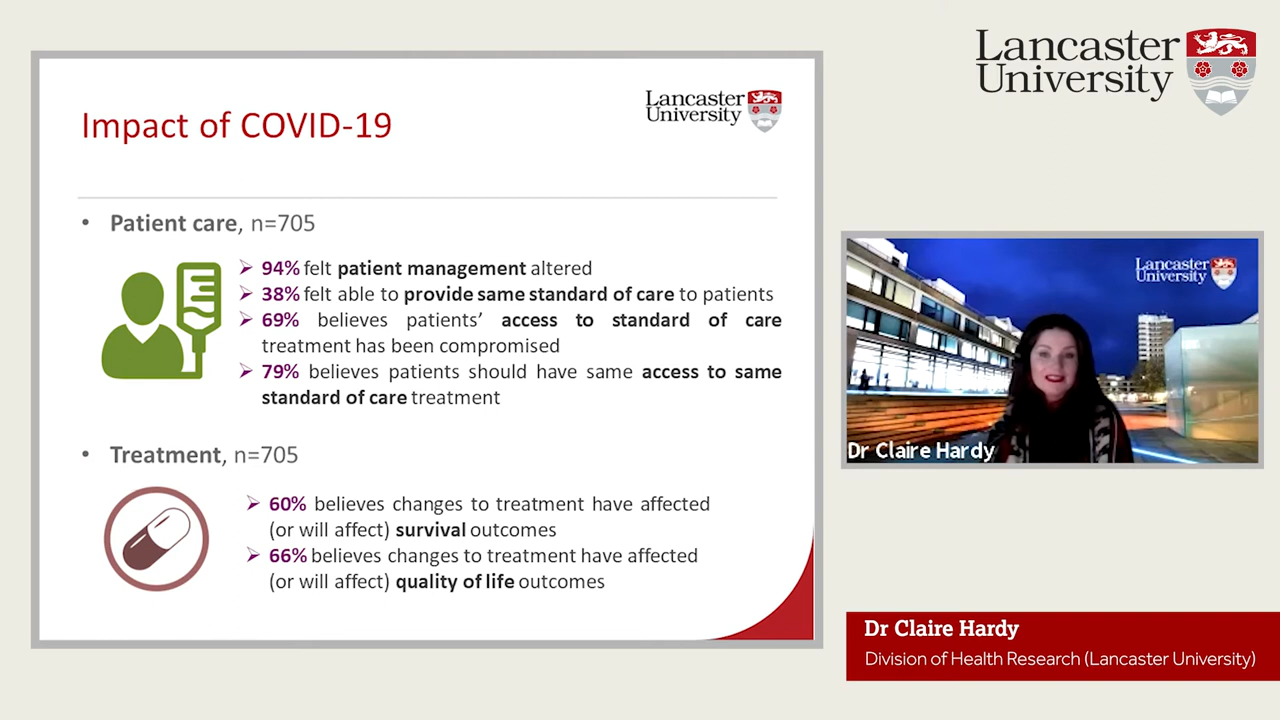 Lancaster
University
Impact of COVID-19
Lancaster
University
• Patient care, n=705
➢ 94% felt patient management altered
➢ 38% felt able to provide same standard of care to patients
➢ 69% believes patients’ access to standard of care
treatment has been compromised
➢ 79% believes patients should have same access to same
standard of care treatment
• Treatment, n=705
➢ 60% believes changes to treatment have affected
(or will affect) survival outcomes
➢ 66% believes changes to treatment have affected
(or will affect) quality of life outcomes
Lancaster
University
Dr Claire Hardy
Dr Claire Hardy
Division of Health Research (Lancaster University)